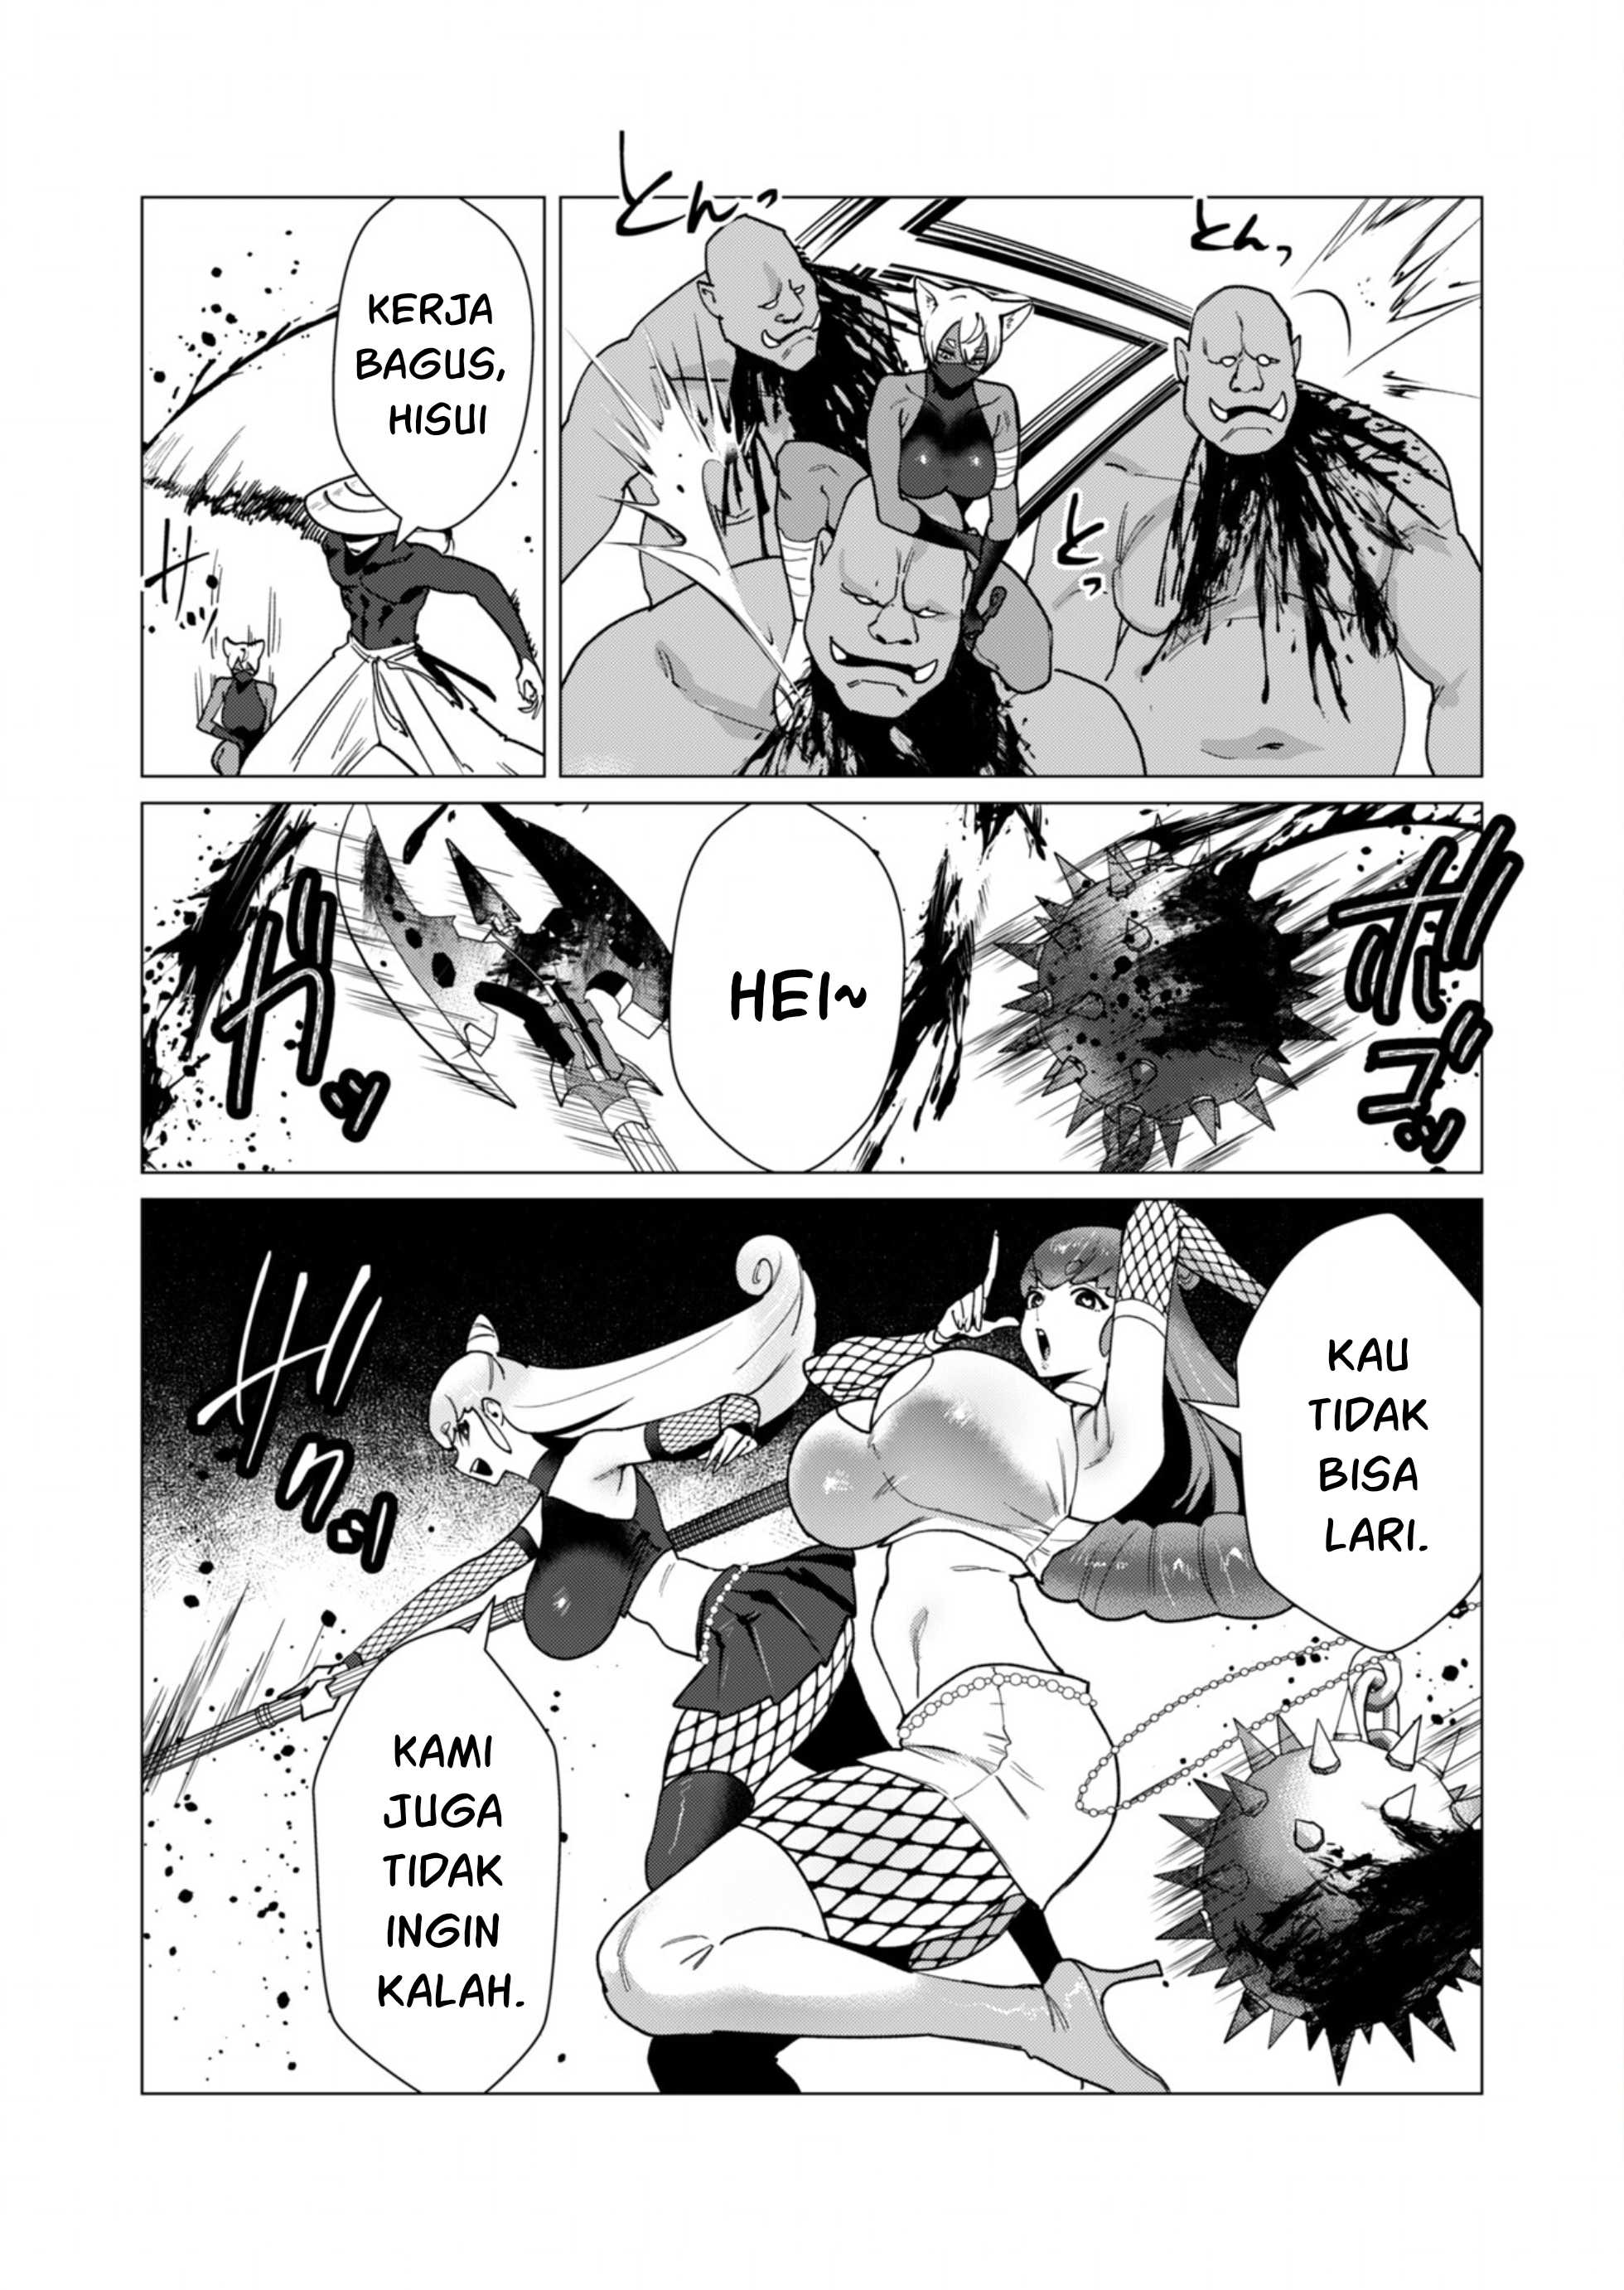 とんっ
とんっ
とっ
KERJA
BAGUS,
HISUI
HEI~
KAU
TIDAK
BISA
LARI.
KAMI
JUGA
TIDAK
INGIN
KALAH.